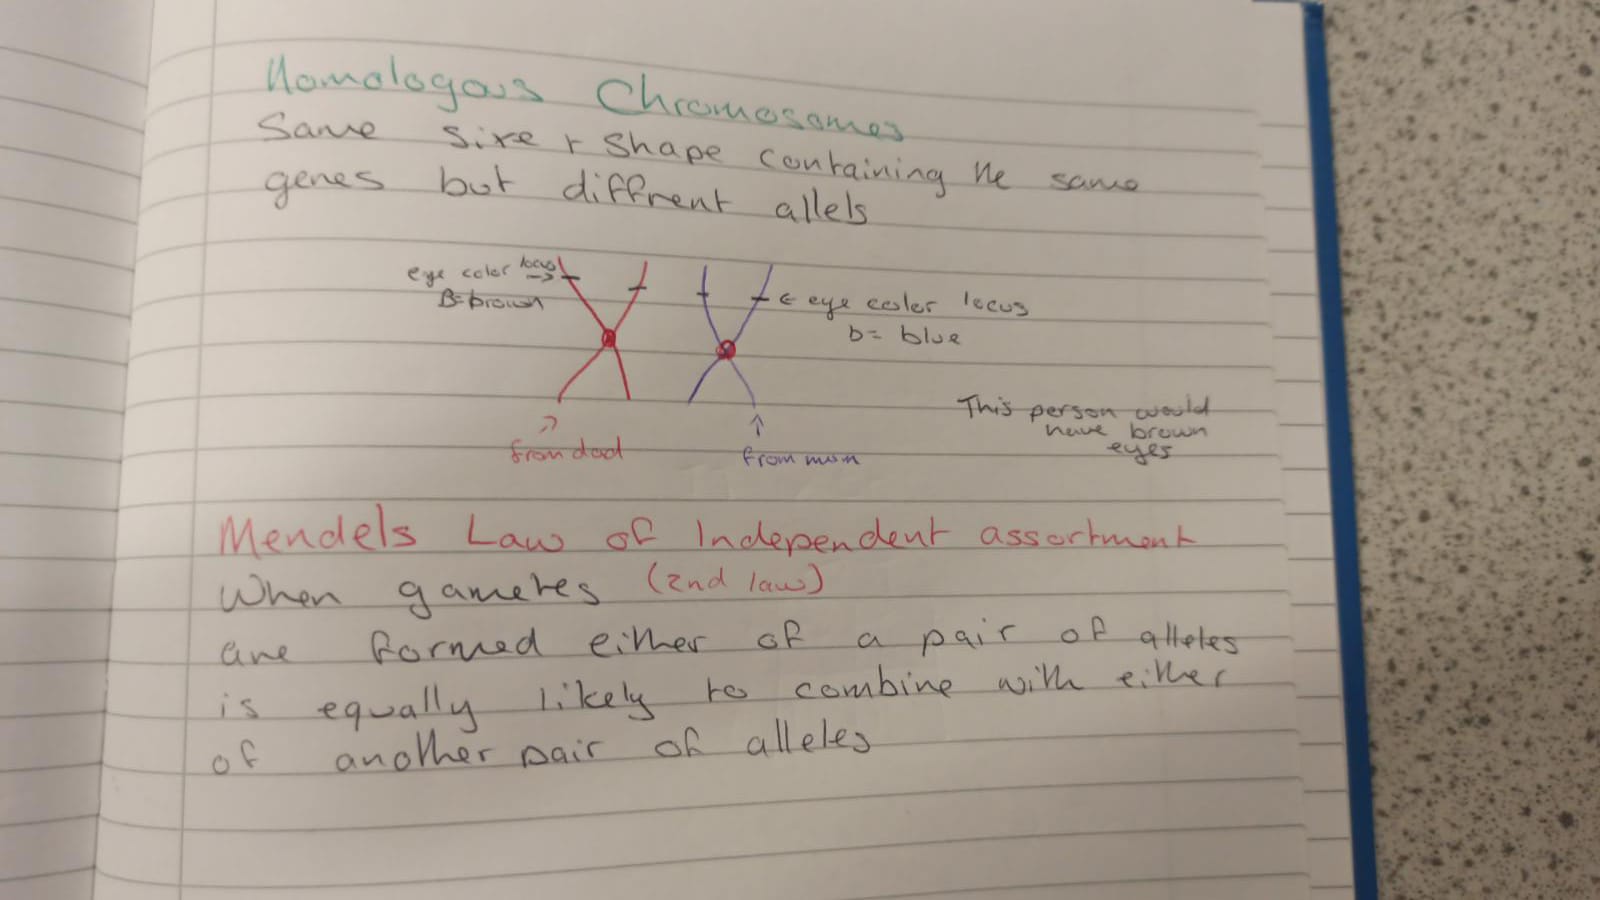 Homologous Chromosomes
Same size + shape containing the same
genes but diffrent allels
eye color locus →
B=brown
← eye color locus
b= blue
This person would
have brown
eyes
from dad
from mum
Mendels Law of Independent assortment
When gametes (2nd law)
are formed either of a pair of alleles
is equally likely to combine with either
of another pair of alleles